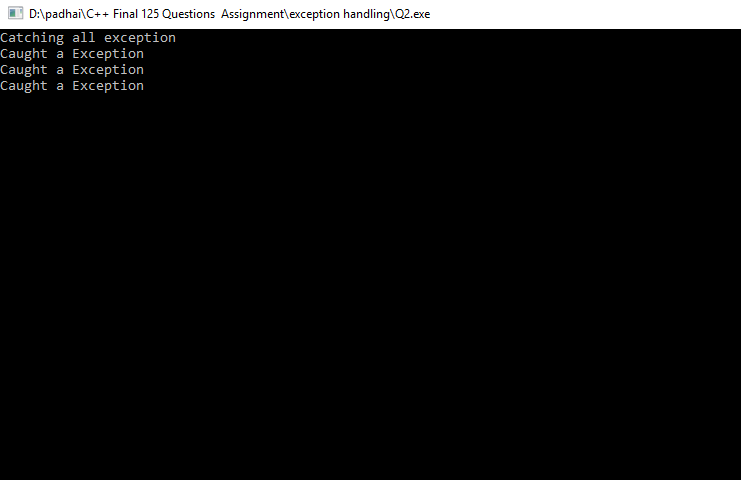 D:\padhai\C++ Final 125 Questions  Assignment\exception handling\Q2.exe
Catching all exception
Caught a Exception
Caught a Exception
Caught a Exception